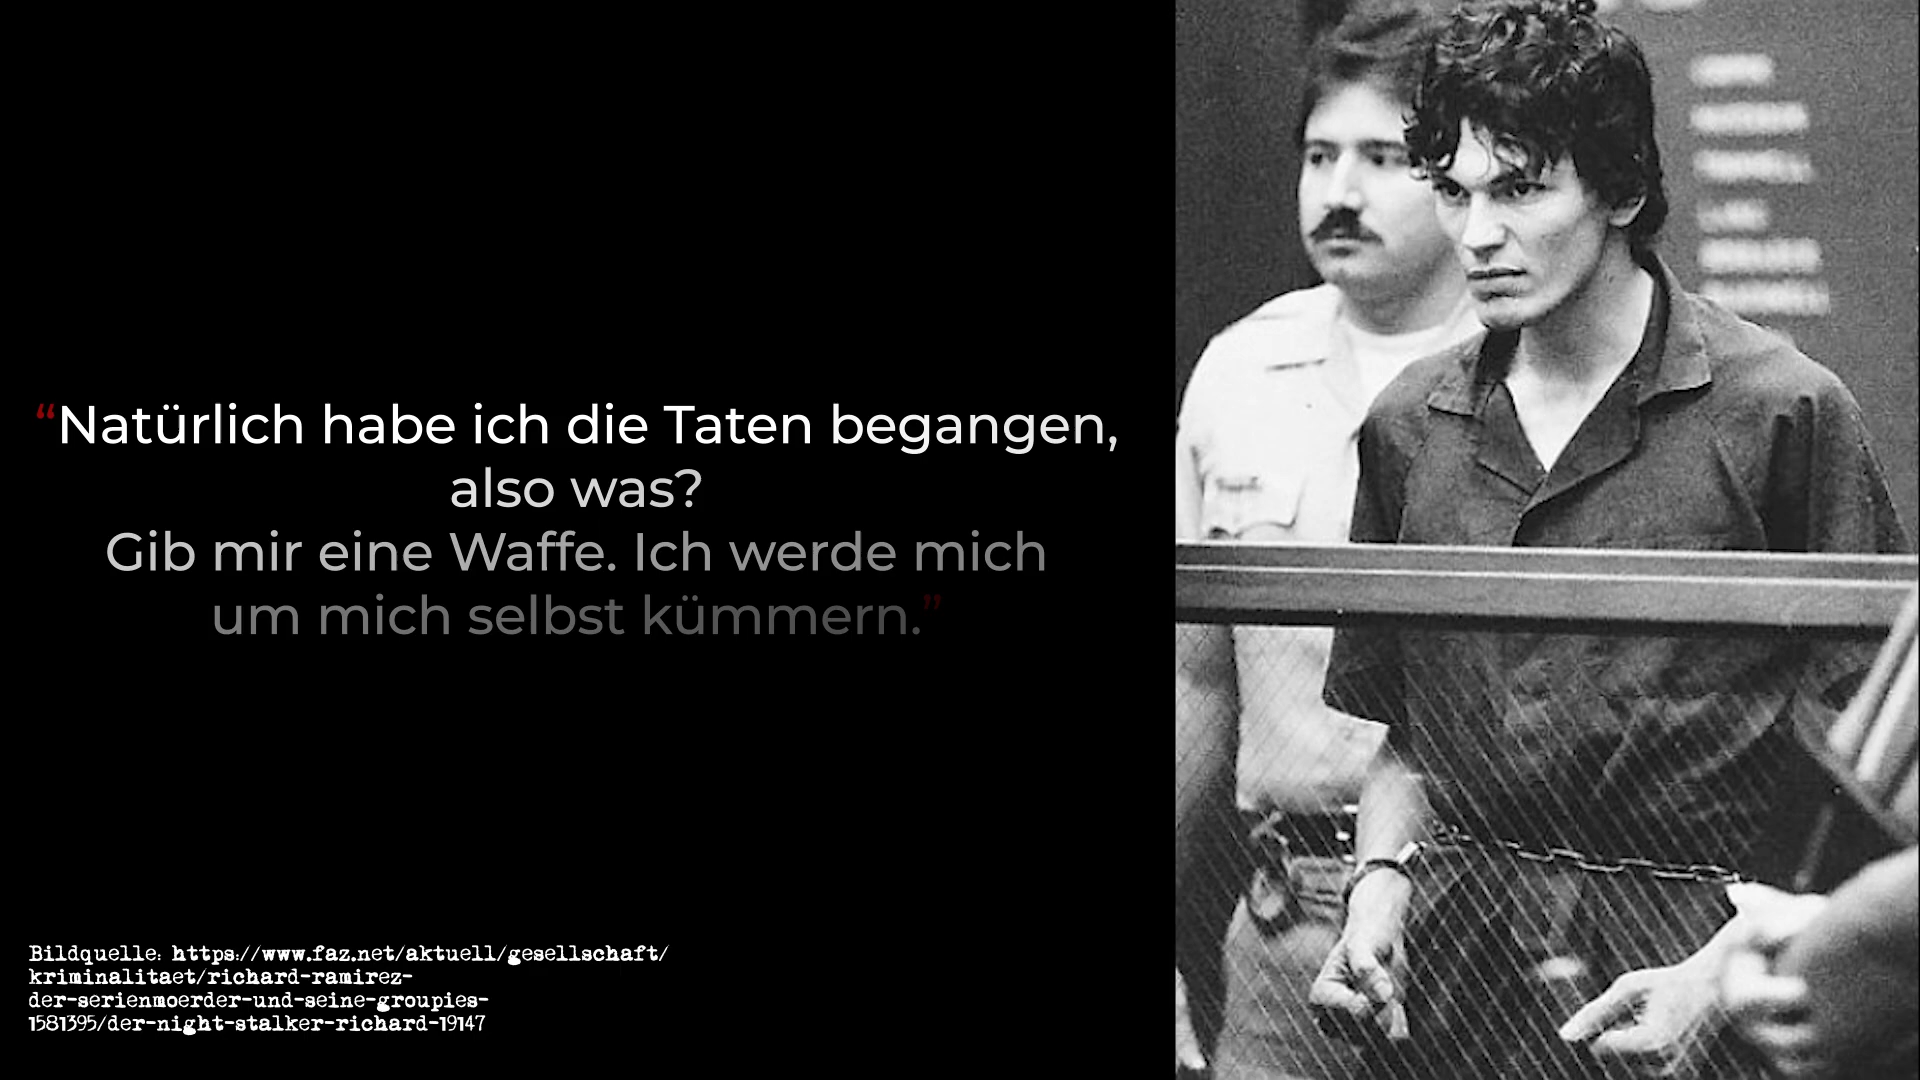 “Natürlich habe ich die Taten begangen,
also was?
Gib mir eine Waffe. Ich werde mich
um mich selbst kümmern.”
Bildquelle: https://www.faz.net/aktuell/gesellschaft/
kriminalitaet/richard-ramirez-
der-serienmoerder-und-seine-groupies-
1581395/der-night-stalker-richard-19147